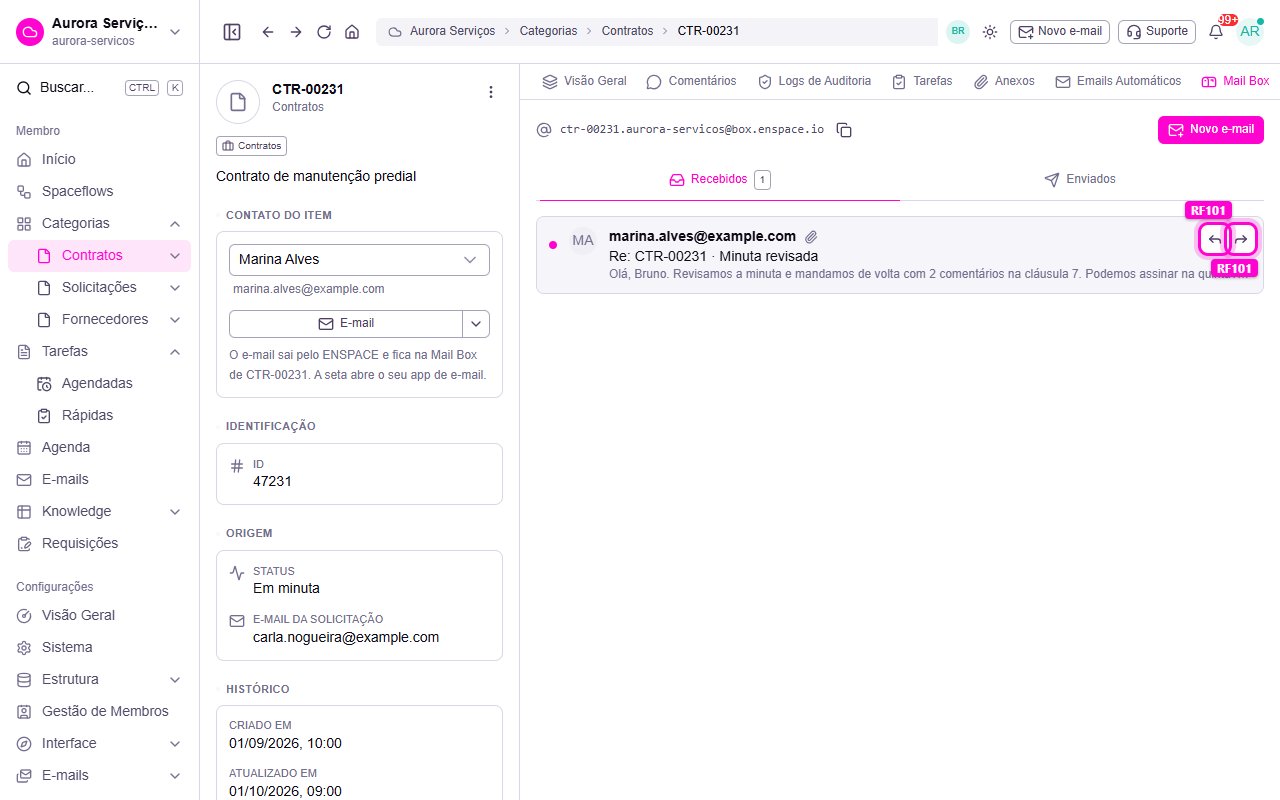 Aurora Serviç...
aurora-servicos
Buscar...
CTRL K
Membro
Início
Spaceflows
Categorias
Contratos
Solicitações
Fornecedores
Tarefas
Agendadas
Rápidas
Agenda
E-mails
Knowledge
Requisições
Configurações
Visão Geral
Sistema
Estrutura
Gestão de Membros
Interface
E-mails
Aurora Serviços > Categorias > Contratos > CTR-00231
BR
Novo e-mail
Suporte
99+
AR
CTR-00231
Contratos
Contratos
Contrato de manutenção predial
CONTATO DO ITEM
Marina Alves
marina.alves@example.com
E-mail
O e-mail sai pelo ENSPACE e fica na Mail Box
de CTR-00231. A seta abre o seu app de e-mail.
IDENTIFICAÇÃO
ID
47231
ORIGEM
STATUS
Em minuta
E-MAIL DA SOLICITAÇÃO
carla.nogueira@example.com
HISTÓRICO
CRIADO EM
01/09/2026, 10:00
ATUALIZADO EM
01/10/2026, 09:00
Visão Geral
Comentários
Logs de Auditoria
Tarefas
Anexos
Emails Automáticos
Mail Box
ctr-00231.aurora-servicos@box.enspace.io
Novo e-mail
Recebidos 1
Enviados
RF101
MA
marina.alves@example.com
Re: CTR-00231 · Minuta revisada
Olá, Bruno. Revisamos a minuta e mandamos de volta com 2 comentários na cláusula 7. Podemos assinar na
RF101